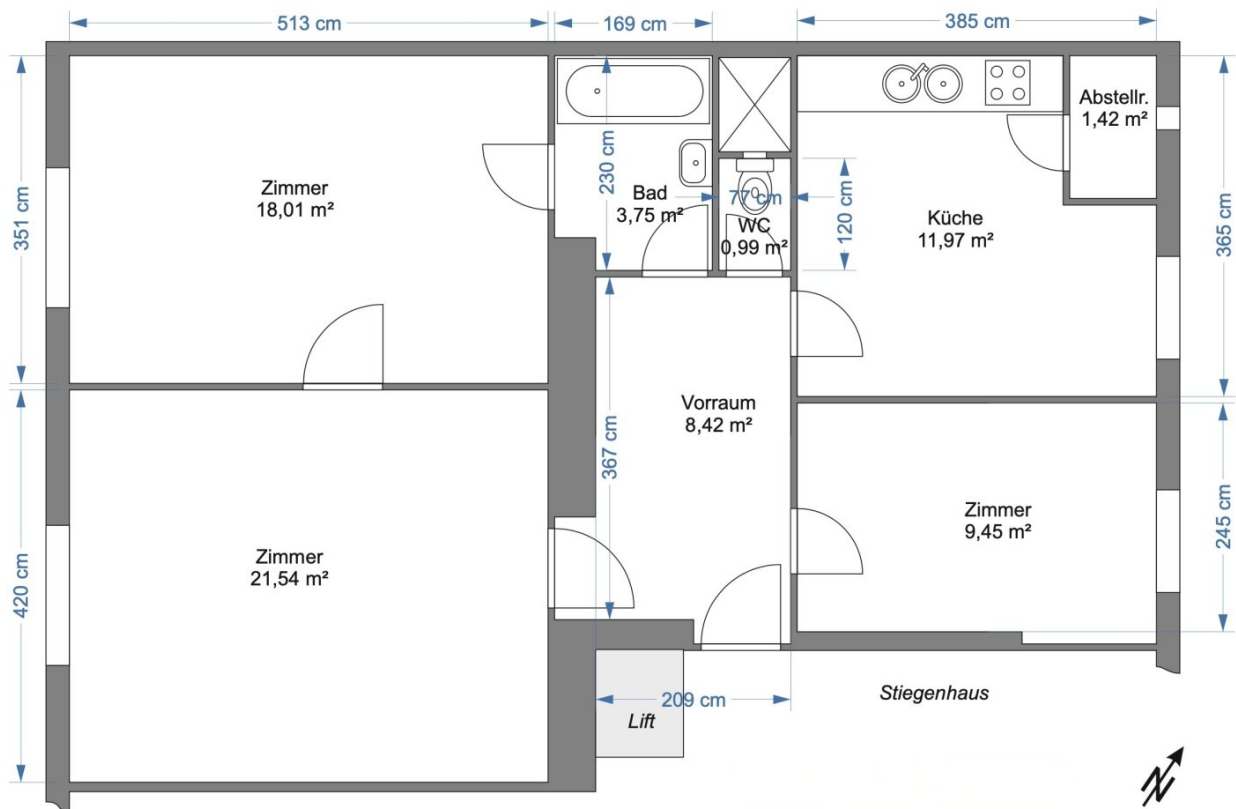 513 cm
169 cm
385 cm
351 cm
Zimmer
18,01 m²
230 cm
Bad
3,75 m²
77 cm
WC
0,99 m²
120 cm
Küche
11,97 m²
Abstellr.
1,42 m²
365 cm
420 cm
Zimmer
21,54 m²
367 cm
Vorraum
8,42 m²
Zimmer
9,45 m²
245 cm
209 cm
Lift
Stiegenhaus
N